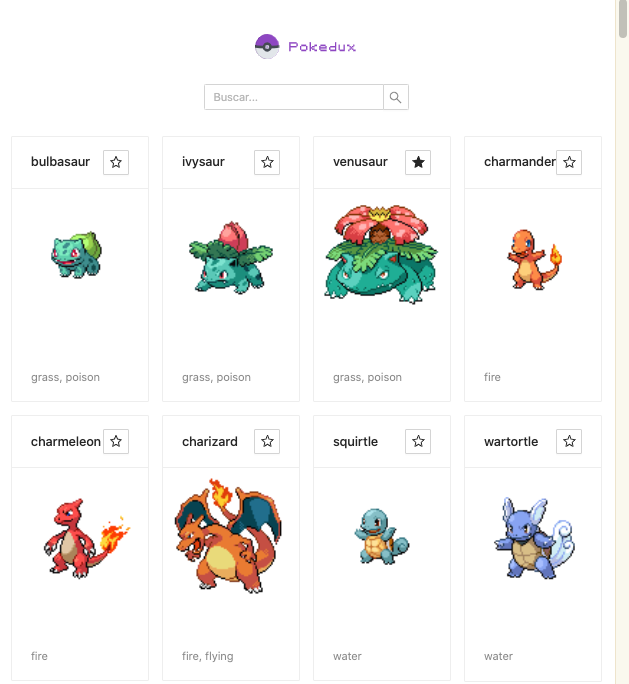 Pokedux
Buscar...
bulbasaur
ivysaur
venusaur
charmander
grass, poison
grass, poison
grass, poison
fire
charmeleon
charizard
squirtle
wartortle
fire
fire, flying
water
water